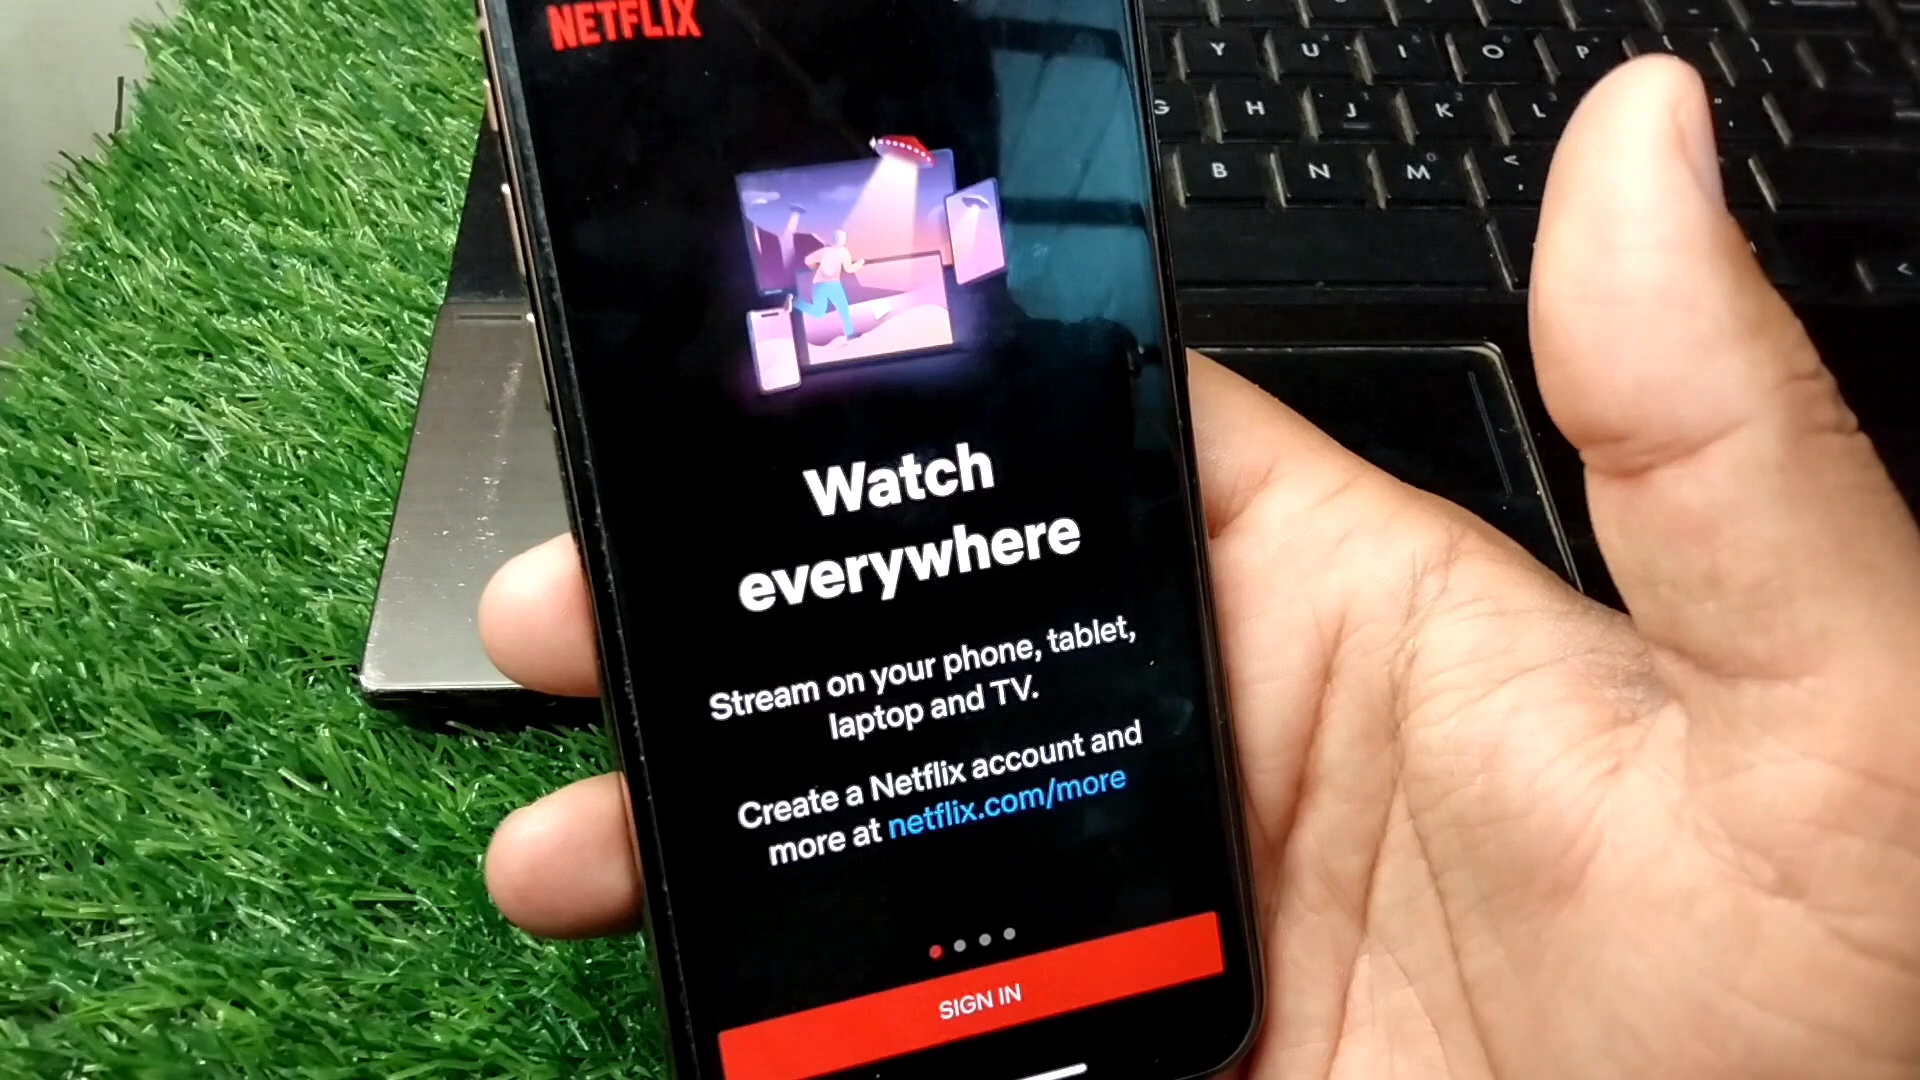 NETFLIX
Watch
everywhere
Stream on your phone, tablet,
laptop and TV.
Create a Netflix account and
more at netflix.com/more
SIGN IN
Y U I O P
G H J K L
B N M <